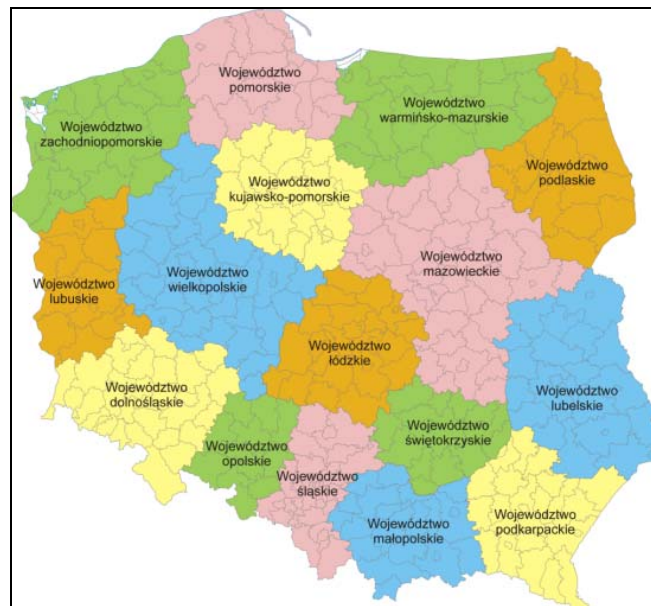 Województwo
pomorskie
Województwo
warmińsko-mazurskie
Województwo
zachodniopomorskie
Województwo
podlaskie
Województwo
kujawsko-pomorskie
Województwo
mazowieckie
Województwo
wielkopolskie
Województwo
lubuskie
Województwo
łódzkie
Województwo
dolnośląskie
Województwo
lubelskie
Województwo
świętokrzyskie
Województwo
opolskie
Województwo
śląskie
Województwo
podkarpackie
Województwo
małopolskie